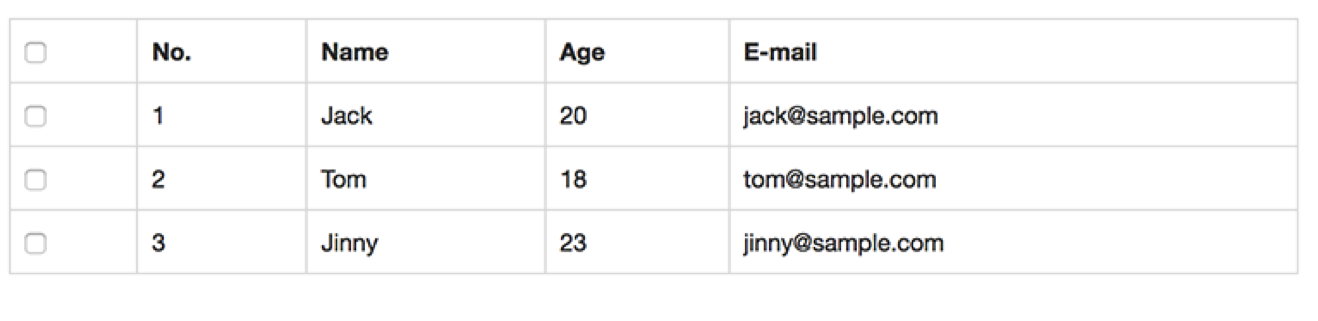 No. Name Age E-mail
1 Jack 20 jack@sample.com
2 Tom 18 tom@sample.com
3 Jinny 23 jinny@sample.com